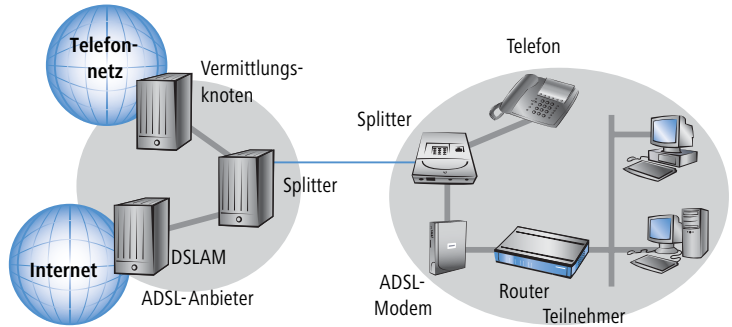 Telefon-
netz
Vermittlungs-
knoten
Splitter
Internet
DSLAM
ADSL-Anbieter
Telefon
Splitter
ADSL-
Modem
Router
Teilnehmer